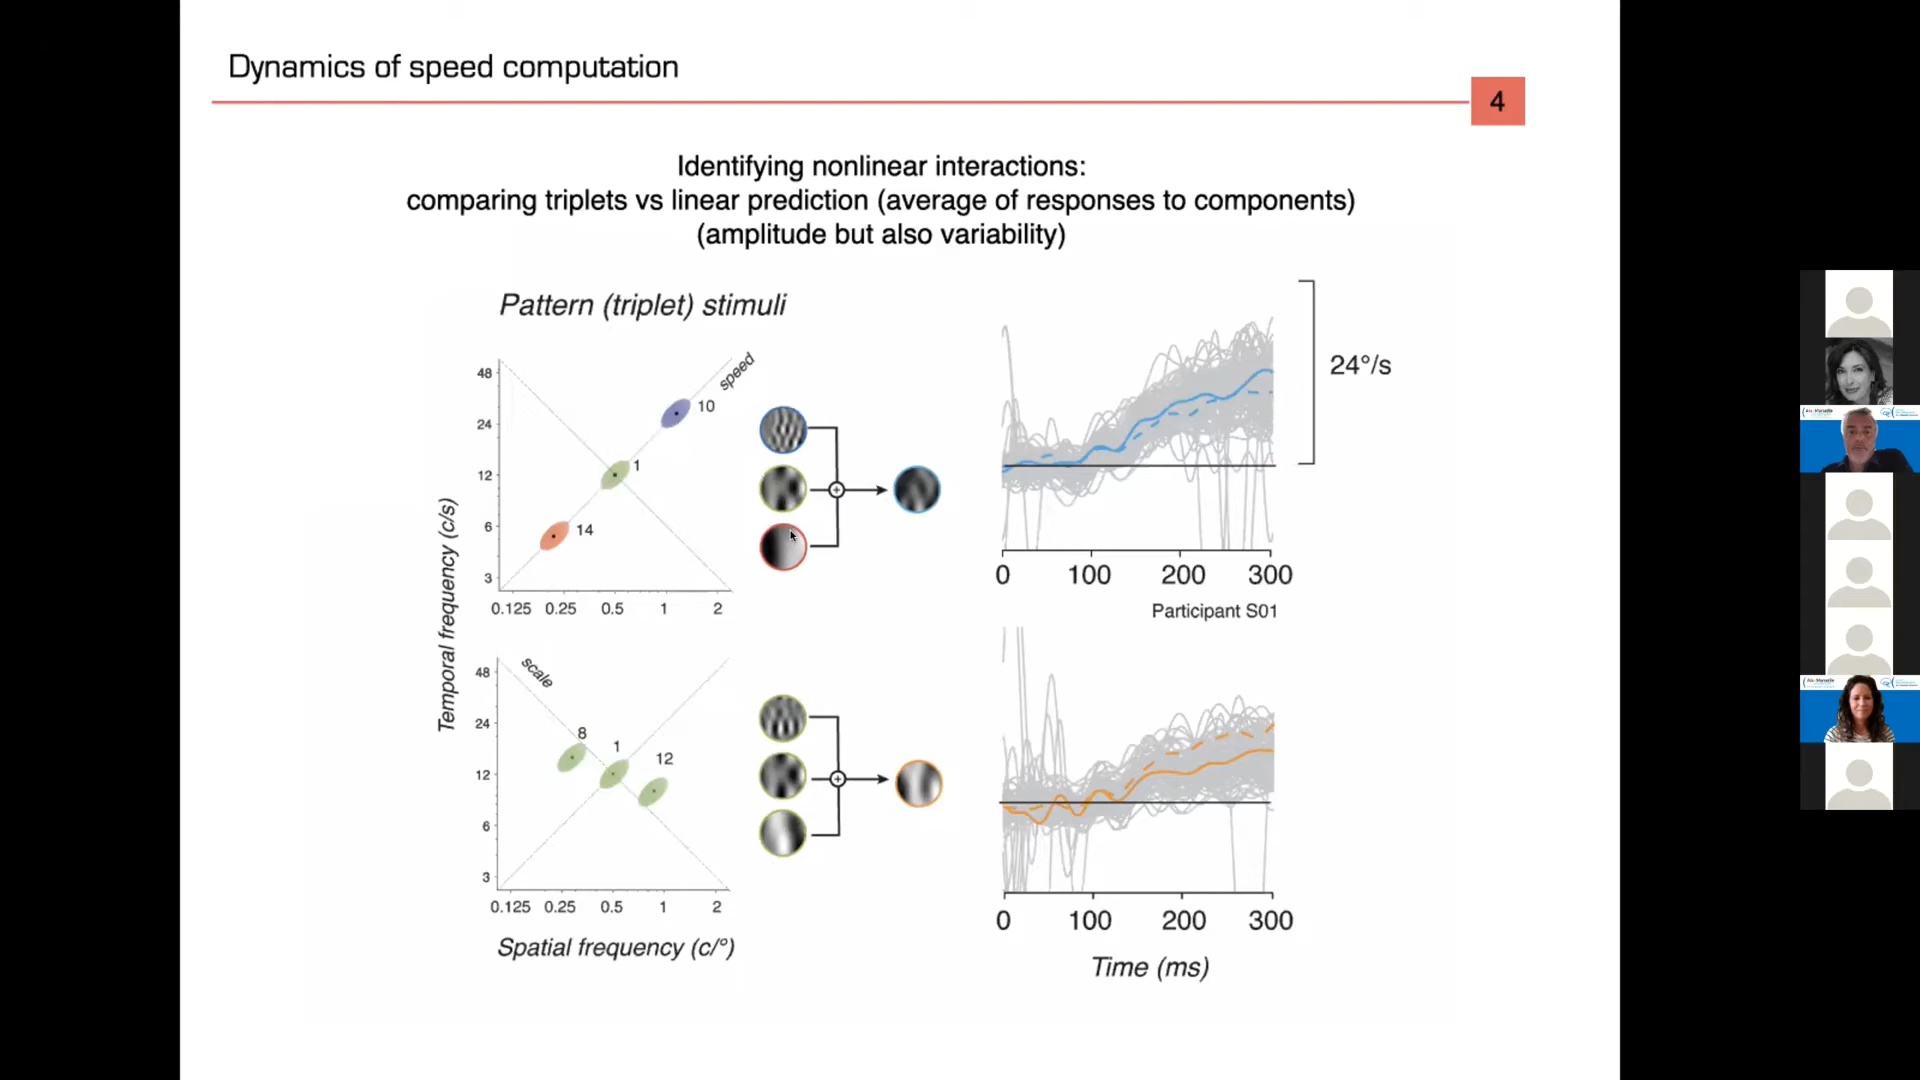 Dynamics of speed computation
4
Identifying nonlinear interactions:
comparing triplets vs linear prediction (average of responses to components)
(amplitude but also variability)
Pattern (triplet) stimuli
speed
48
24
12
6
3
10
1
14
0.125 0.25 0.5 1 2
24°/s
0 100 200 300
Participant S01
Temporal frequency (c/s)
scale
48
24
12
6
3
8
1
12
0.125 0.25 0.5 1 2
Spatial frequency (c/°)
0 100 200 300
Time (ms)